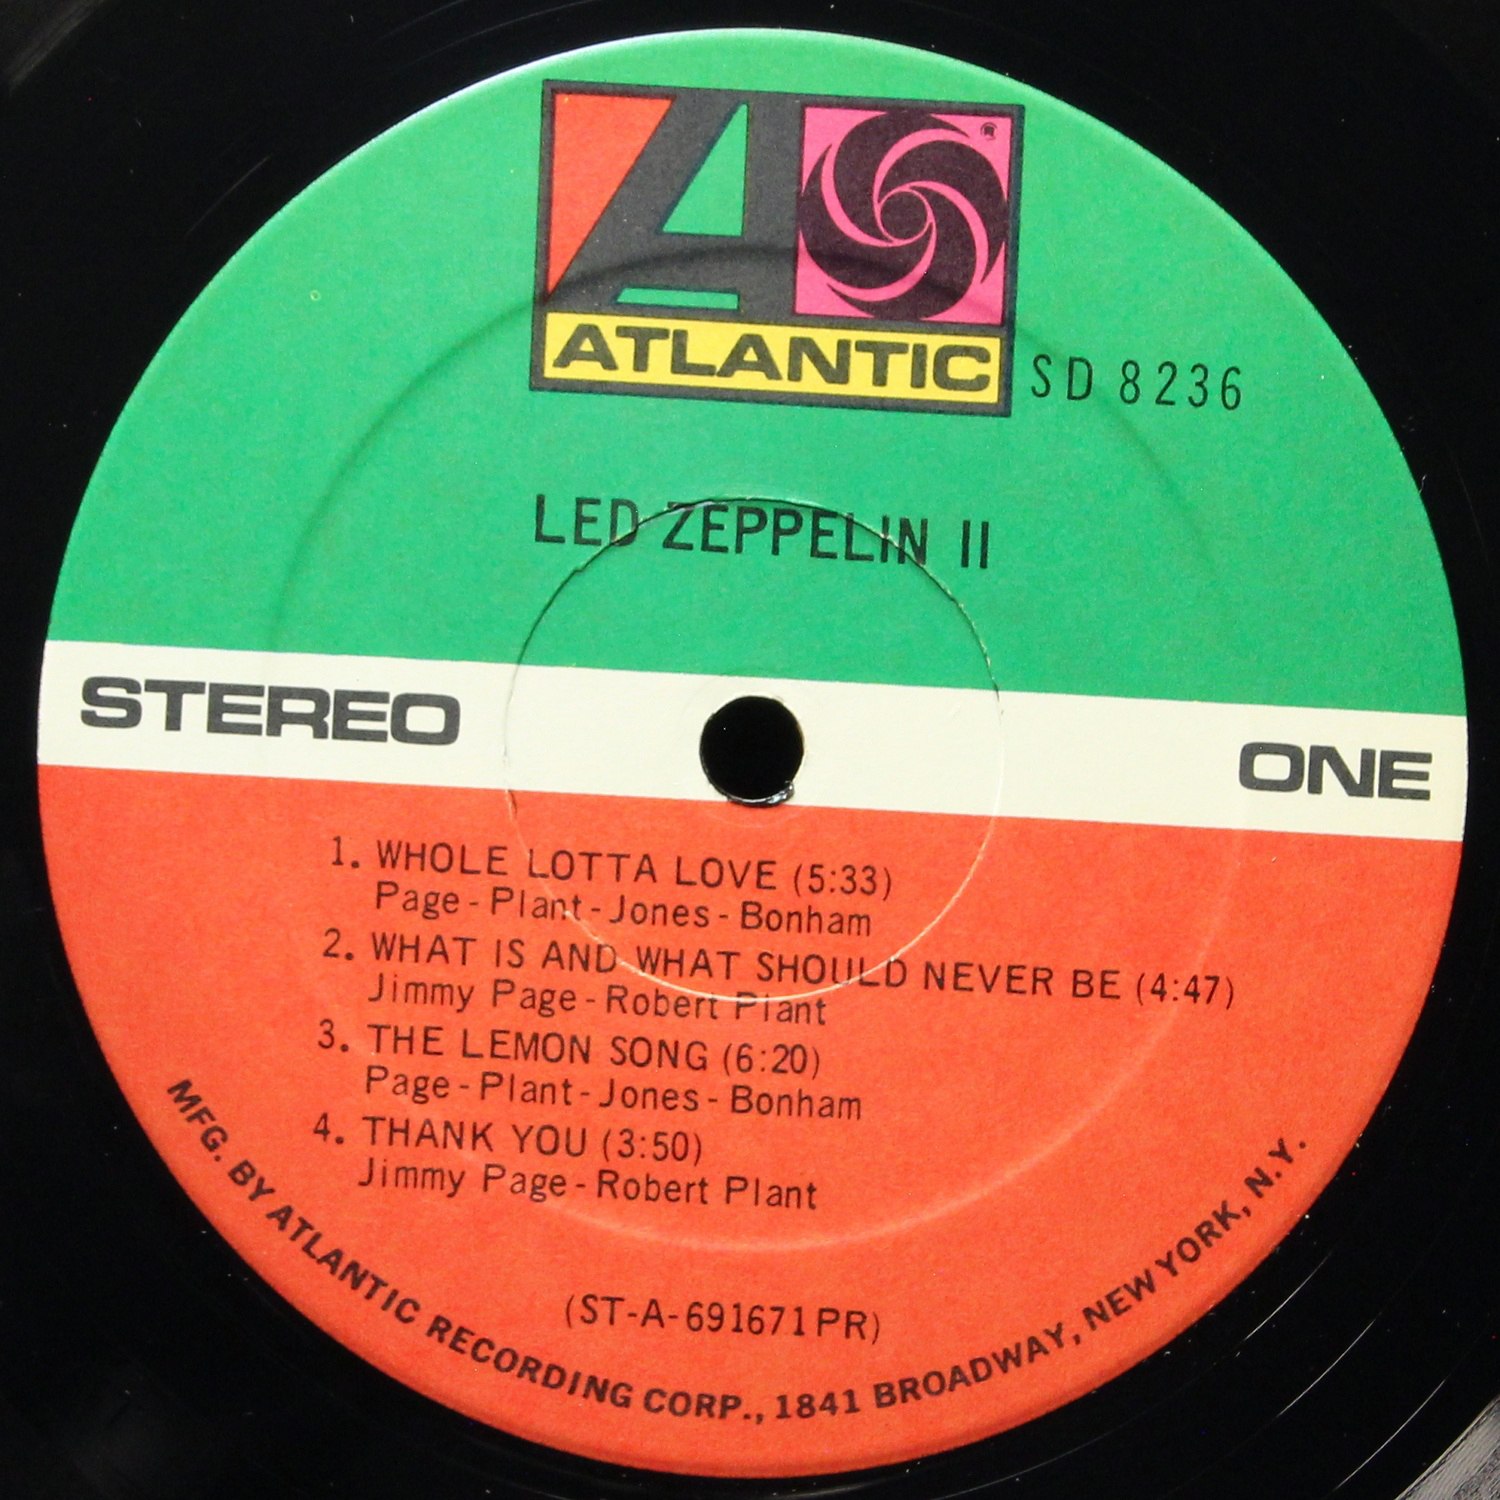 ATLANTIC
SD 8236
LED ZEPPELIN II
STEREO
ONE
1. WHOLE LOTTA LOVE (5:33)
Page - Plant - Jones - Bonham
2. WHAT IS AND WHAT SHOULD NEVER BE (4:47)
Jimmy Page - Robert Plant
3. THE LEMON SONG (6:20)
Page - Plant - Jones - Bonham
4. THANK YOU (3:50)
Jimmy Page - Robert Plant
(ST-A-691671PR)
MFG. BY ATLANTIC RECORDING CORP., 1841 BROADWAY, NEW YORK, N.Y.